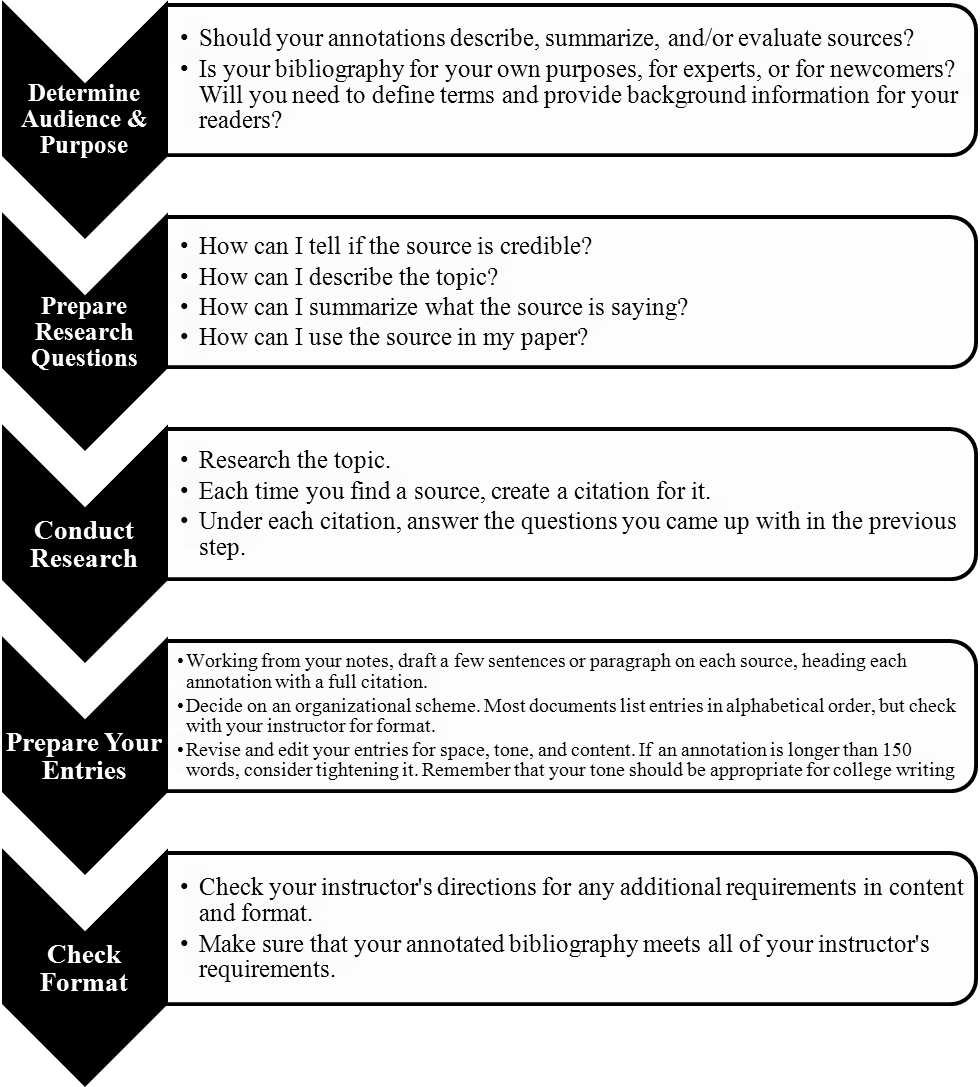 Determine
Audience &
Purpose
• Should your annotations describe, summarize, and/or evaluate sources?
• Is your bibliography for your own purposes, for experts, or for newcomers?
Will you need to define terms and provide background information for your
readers?
Prepare
Research
Questions
• How can I tell if the source is credible?
• How can I describe the topic?
• How can I summarize what the source is saying?
• How can I use the source in my paper?
Conduct
Research
• Research the topic.
• Each time you find a source, create a citation for it.
• Under each citation, answer the questions you came up with in the previous
step.
Prepare Your
Entries
• Working from your notes, draft a few sentences or paragraph on each source, heading each
annotation with a full citation.
• Decide on an organizational scheme. Most documents list entries in alphabetical order, but check
with your instructor for format.
• Revise and edit your entries for space, tone, and content. If an annotation is longer than 150
words, consider tightening it. Remember that your tone should be appropriate for college writing
Check
Format
• Check your instructor's directions for any additional requirements in content
and format.
• Make sure that your annotated bibliography meets all of your instructor's
requirements.